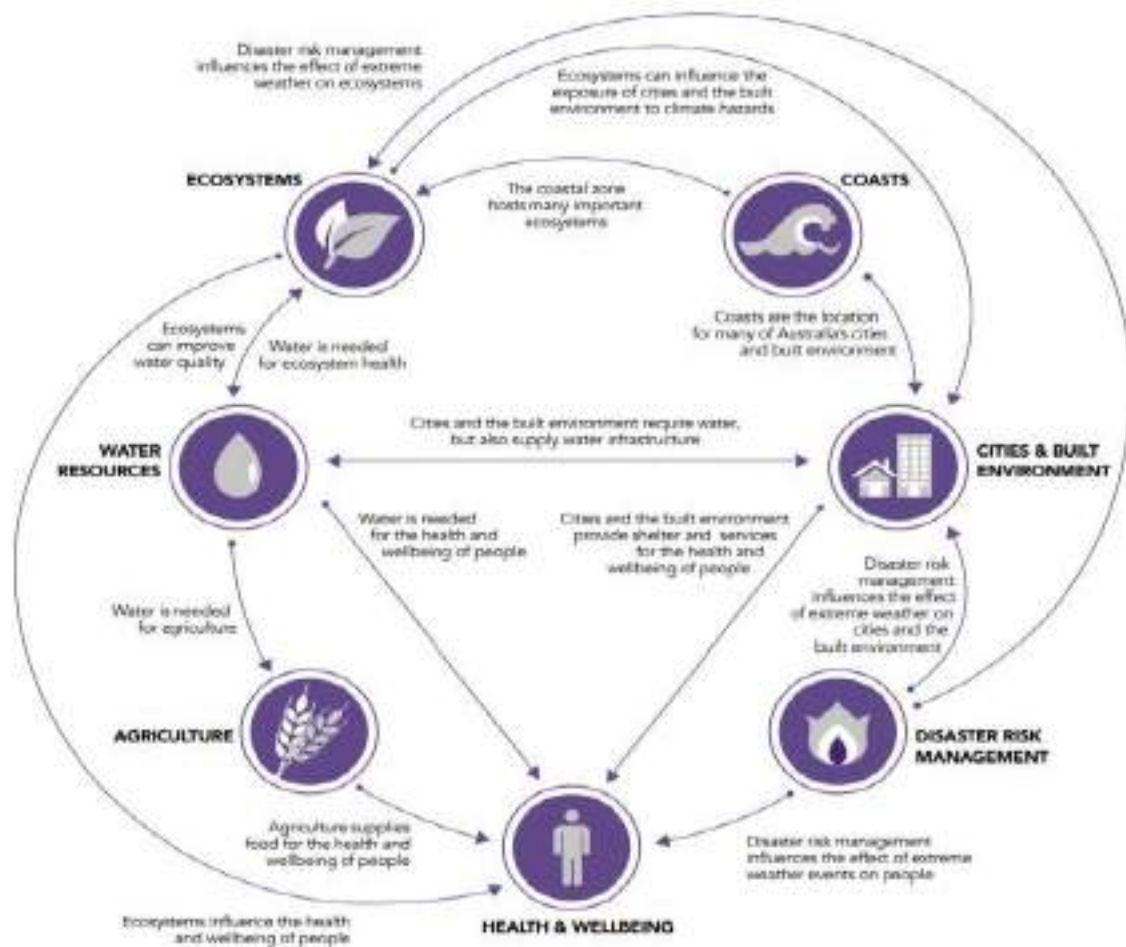 Disaster risk management
influences the effect of extreme
weather on ecosystems
Ecosystems can influence the
exposure of cities and the built
environment to climate hazards
ECOSYSTEMS
COASTS
The coastal zone
hosts many important
ecosystems
Coasts are the location
for many of Australia's cities
and built environment
Ecosystems
can improve
water quality
Water is needed
for ecosystem health
WATER
RESOURCES
Cities and the built environment require water,
but also supply water infrastructure
CITIES & BUILT
ENVIRONMENT
Water is needed
for the health and
wellbeing of people
Cities and the built environment
provide shelter and services
for the health and
wellbeing of people
Disaster risk
management
influences the effect
of extreme weather on
cities and the
built environment
Water is needed
for agriculture
AGRICULTURE
DISASTER RISK
MANAGEMENT
Agriculture supplies
food for the health and
wellbeing of people
Disaster risk management
influences the effect of extreme
weather events on people
Ecosystems influence the health
and wellbeing of people
HEALTH & WELLBEING